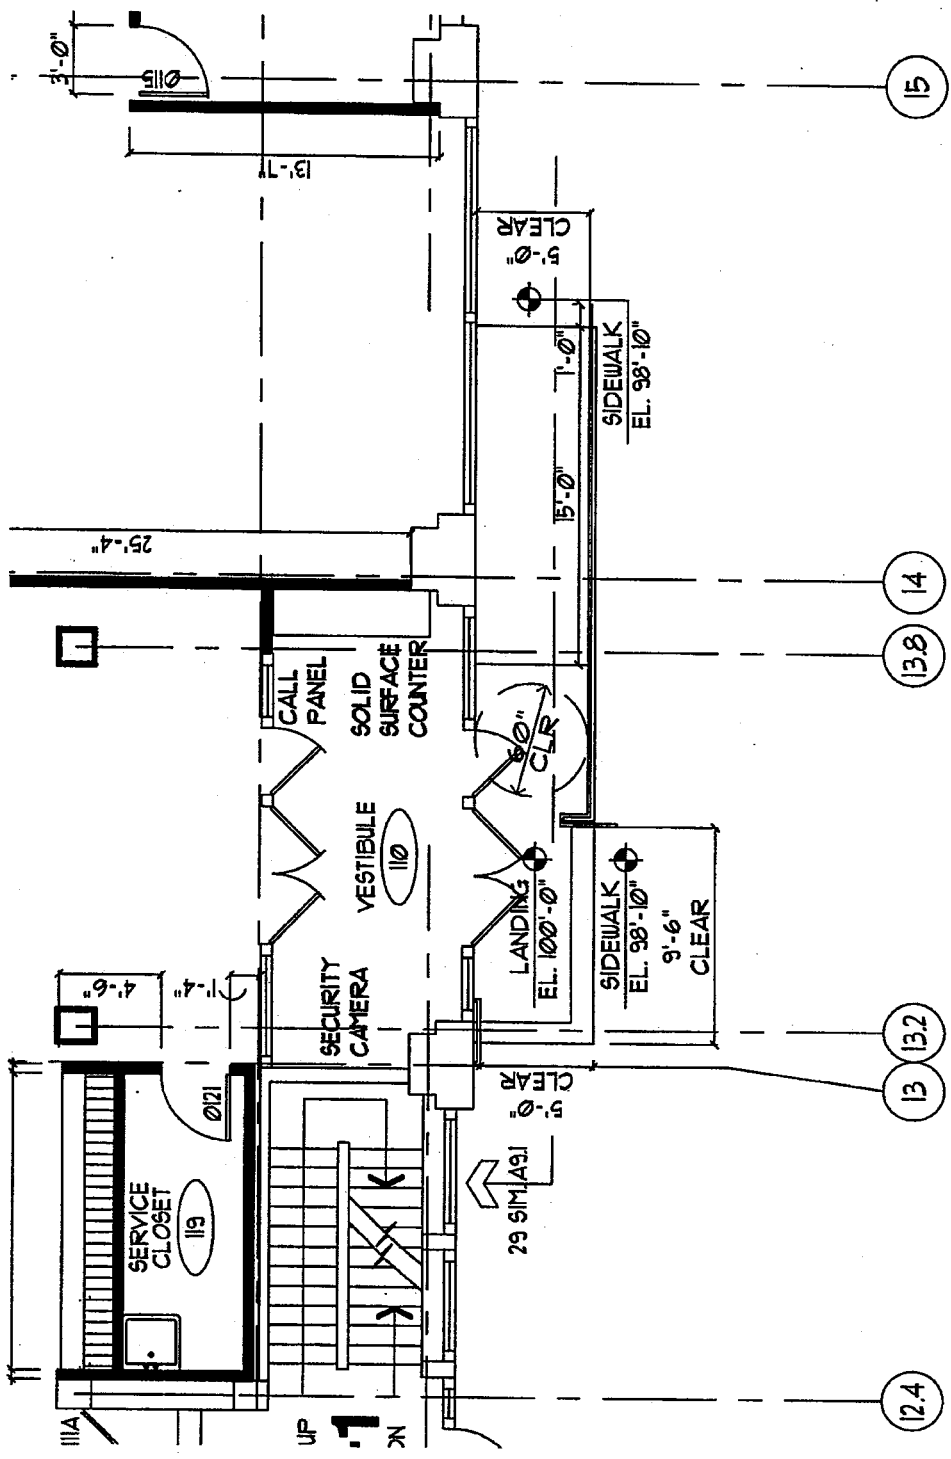 3'-0"
0115
13'-7"
15
CLEAR
5'-0"
1'-0"
SIDEWALK
EL. 98'-10"
15'-0"
25'-4"
14
13.8
CALL
PANEL
SOLID
SURFACE
COUNTER
6'0"
CLR
VESTIBULE
110
LANDING
EL. 100'-0"
SIDEWALK
EL. 98'-10"
9'-6"
CLEAR
SECURITY
CAMERA
4'-6"
1'-4"
13.2
13
CLEAR
5'-0"
0121
SERVICE
CLOSET
119
29 SIM. A9.1
12.4
111A
UP